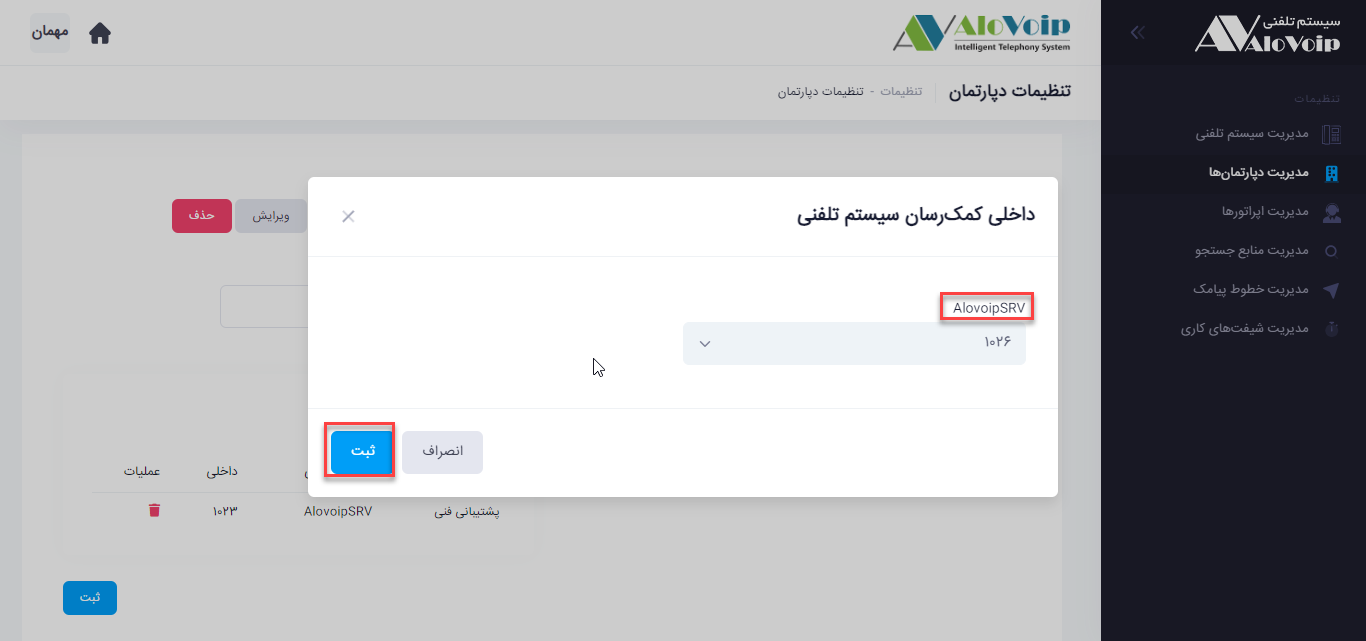 سیستم تلفنی
AloVoip
AloVoip
Intelligent Telephony System
مهمان
تنظیمات دپارتمان
تنظیمات - تنظیمات دپارتمان
تنظیمات
مدیریت سیستم تلفنی
مدیریت دپارتمان‌ها
مدیریت اپراتورها
مدیریت منابع جستجو
مدیریت خطوط پیامک
مدیریت شیفت‌های کاری
ویرایش
حذف
داخلی کمک‌رسان سیستم تلفنی
AlovoipSRV
۱۰۲۶
انصراف
ثبت
داخلی
عملیات
پشتیبانی فنی
AlovoipSRV
۱۰۲۳
ثبت